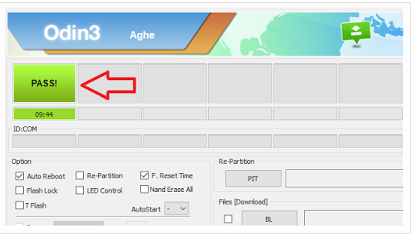 Odin3 Aghe
PASS!
09:44
ID:COM
Option
Auto Reboot Re-Partition F. Reset Time
Flash Lock LED Control Nand Erase All
T Flash AutoStart -
Re-Partition
PIT
Files [Download]
BL